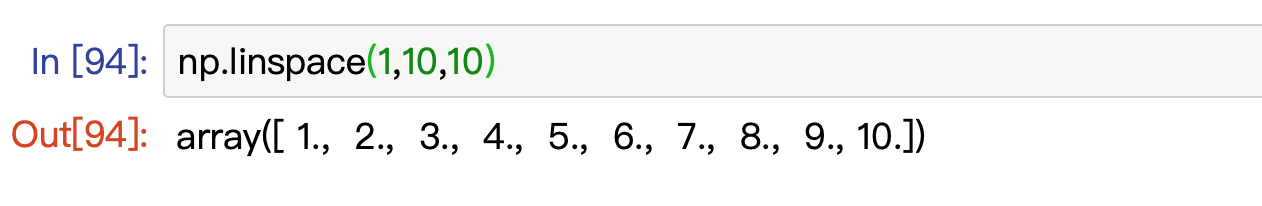 In [94]: np.linspace(1,10,10)
Out[94]: array([ 1.,  2.,  3.,  4.,  5.,  6.,  7.,  8.,  9., 10.])